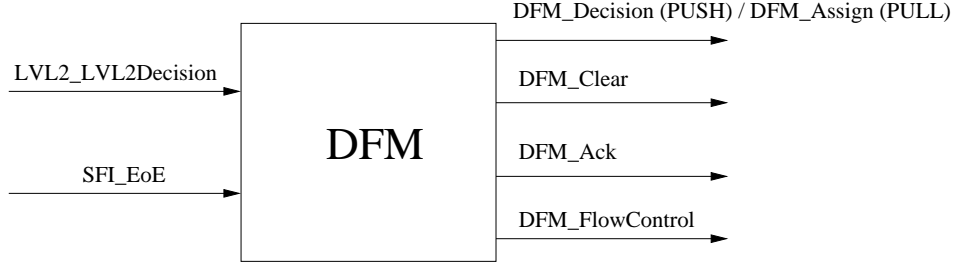 DFM_Decision (PUSH) / DFM_Assign (PULL)
LVL2_LVL2Decision
DFM_Clear
DFM
DFM_Ack
SFI_EoE
DFM_FlowControl